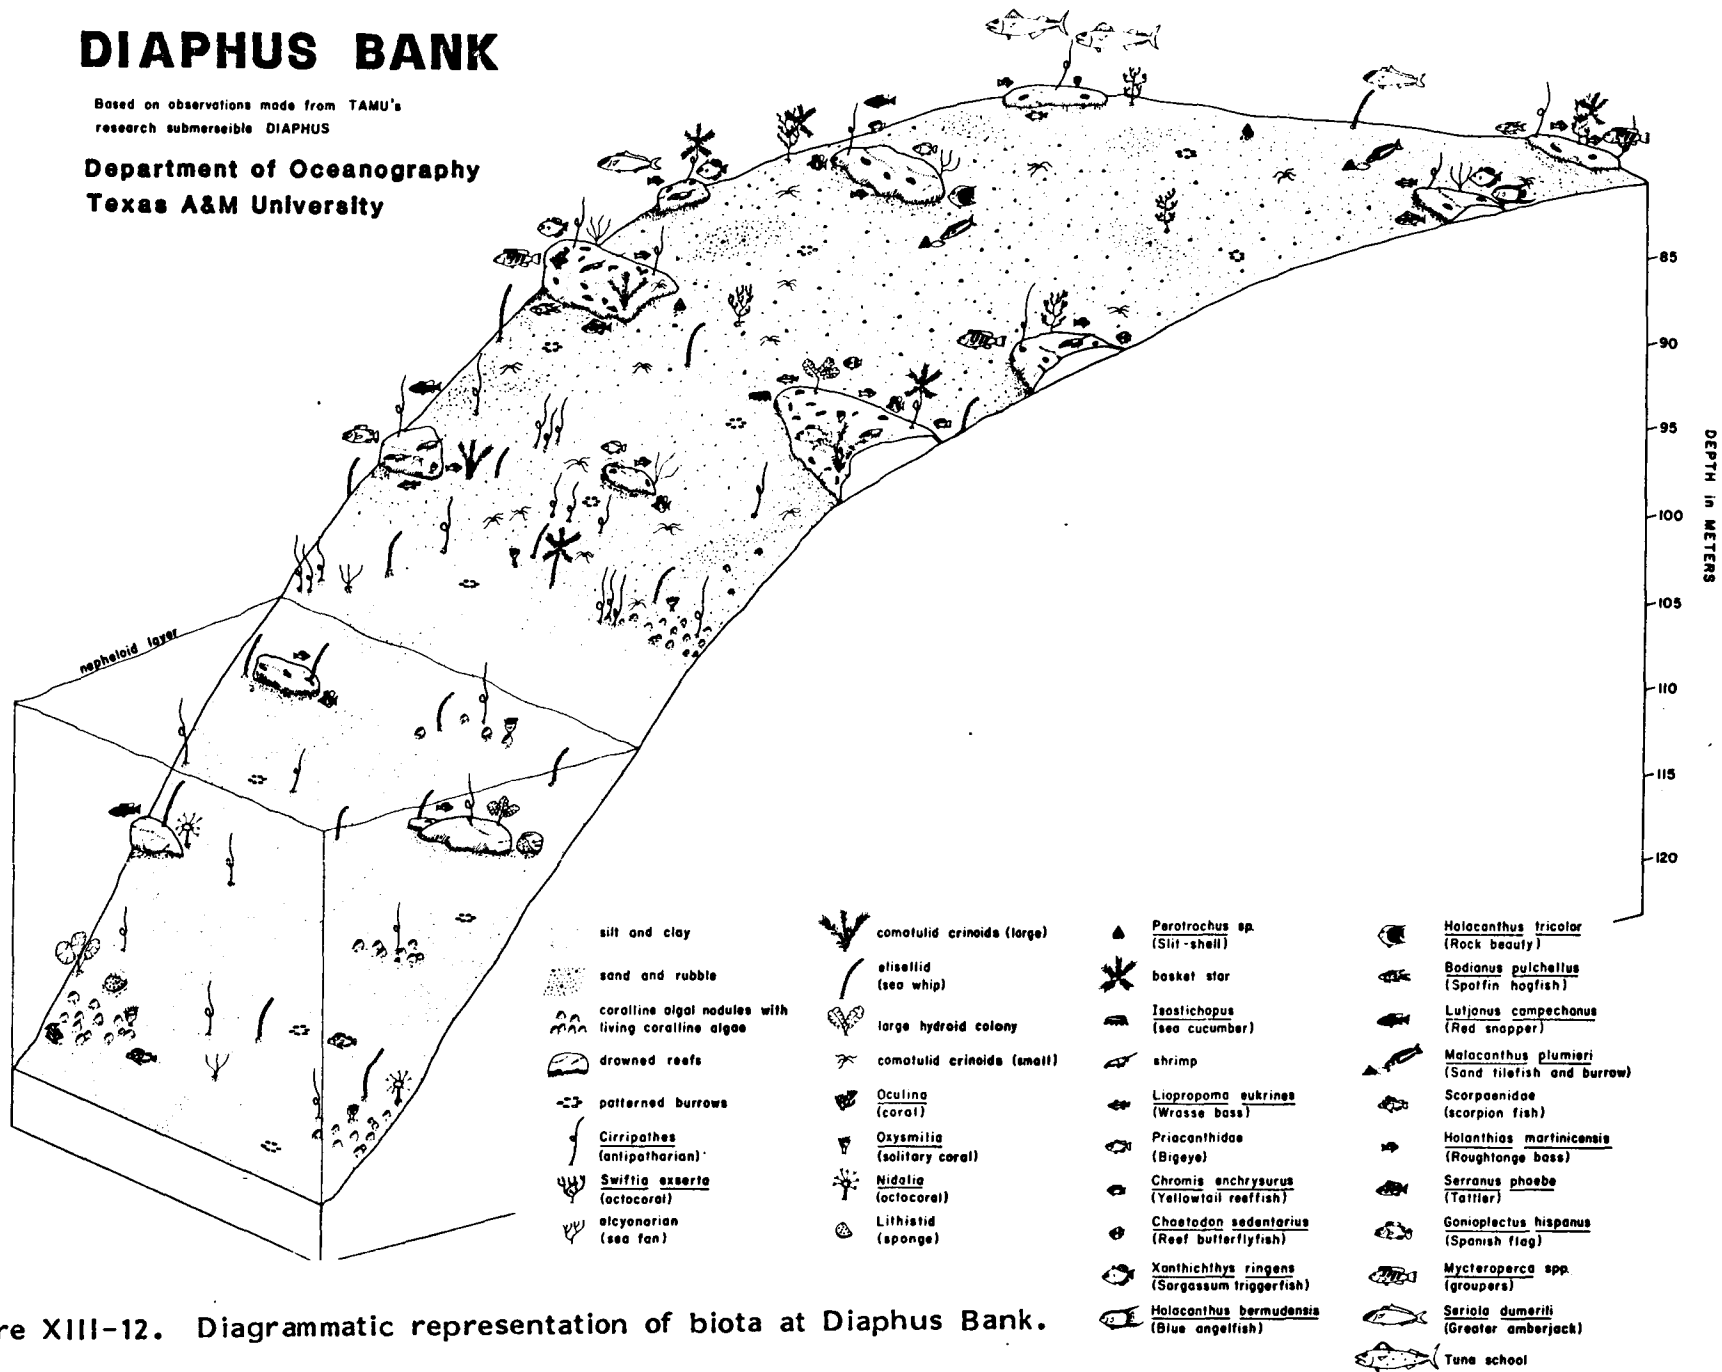 DIAPHUS BANK
Based on observations made from TAMU's
research submerseible DIAPHUS
Department of Oceanography
Texas A&M University
nepheloid layer
85
90
95
100
105
110
115
120
DEPTH in METERS
silt and clay
sand and rubble
coralline algal nodules with
living coralline algae
drowned reefs
patterned burrows
Cirripathes
(antipatharian)
Swiftia exserta
(octocoral)
alcyonarian
(sea fan)
comatulid crinoids (large)
elisellid
(sea whip)
large hydroid colony
comatulid crinoids (small)
Oculina
(coral)
Oxysmilia
(solitary coral)
Nidalia
(octocoral)
Lithistid
(sponge)
Perotrochus sp.
(Slit-shell)
basket star
Isostichopus
(sea cucumber)
shrimp
Liopropoma eukrines
(Wrasse bass)
Priacanthidae
(Bigeye)
Chromis enchrysurus
(Yellowtail reeffish)
Chaetodon sedentarius
(Reef butterflyfish)
Xanthichthys ringens
(Sargassum triggerfish)
Holacanthus bermudensis
(Blue angelfish)
Holacanthus tricolor
(Rock beauty)
Bodianus pulchellus
(Spotfin hogfish)
Lutjanus campechanus
(Red snapper)
Malacanthus plumieri
(Sand tilefish and burrow)
Scorpaenidae
(scorpion fish)
Holanthias martinicensis
(Roughtonge bass)
Serranus phoebe
(Tattler)
Gonioplectus hispanus
(Spanish flag)
Mycteroperca spp.
(groupers)
Seriola dumerili
(Greater amberjack)
Tuna school
re XIII-12. Diagrammatic representation of biota at Diaphus Bank.